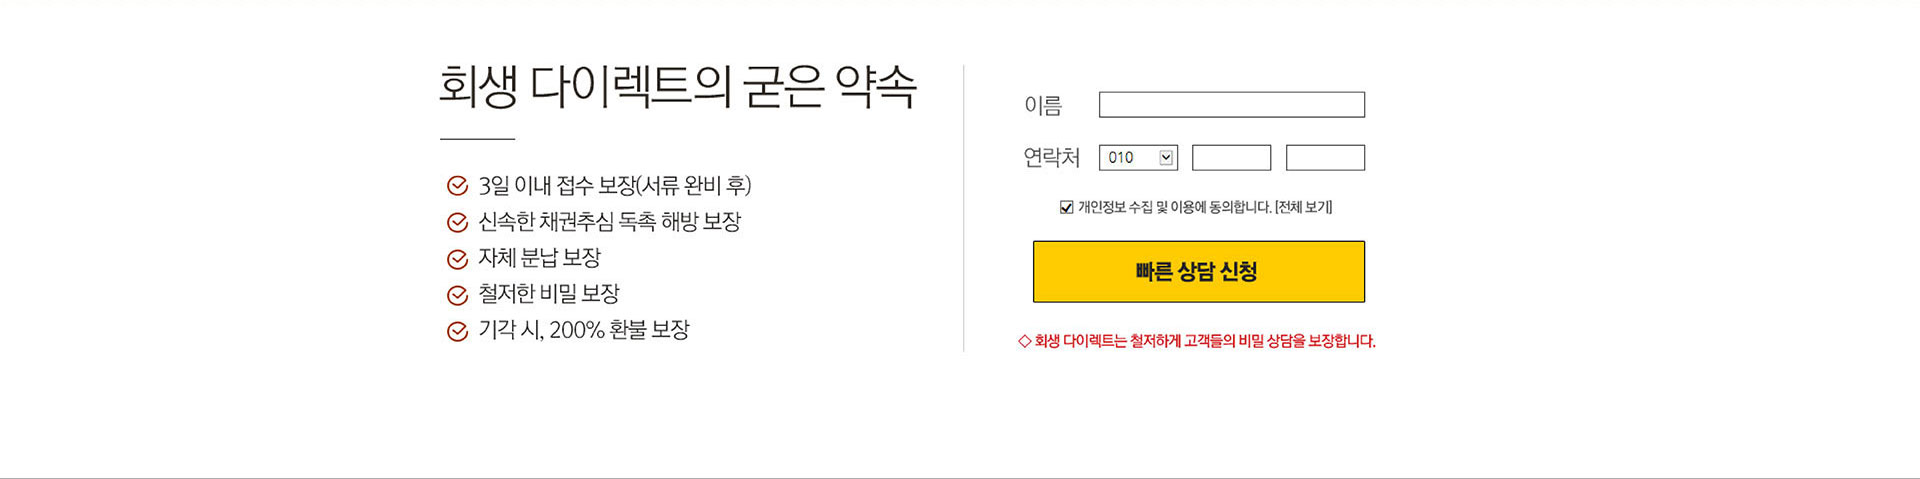 회생 다이렉트의 굳은 약속
3일 이내 접수 보장(서류 완비 후)
신속한 채권추심 독촉 해방 보장
자체 분납 보장
철저한 비밀 보장
기각 시, 200% 환불 보장
이름
연락처 010
개인정보 수집 및 이용에 동의합니다. [전체 보기]
빠른 상담 신청
◇ 회생 다이렉트는 철저하게 고객들의 비밀 상담을 보장합니다.